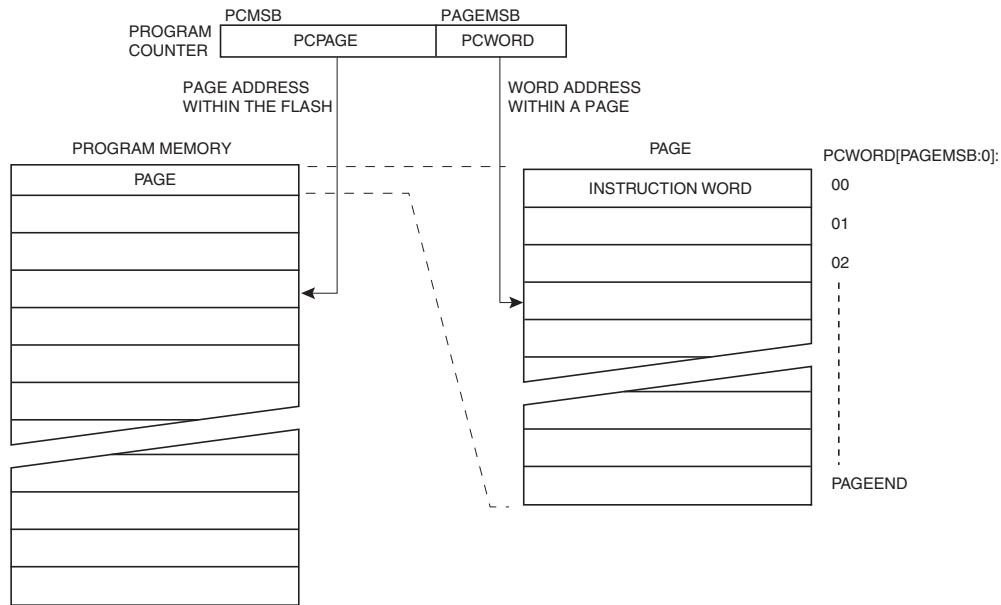 PCMSB PAGEMSB
PROGRAM
COUNTER
PCPAGE PCWORD
PAGE ADDRESS
WITHIN THE FLASH
WORD ADDRESS
WITHIN A PAGE
PROGRAM MEMORY
PAGE
PAGE
PCWORD[PAGEMSB:0]:
INSTRUCTION WORD
00
01
02
PAGEEND